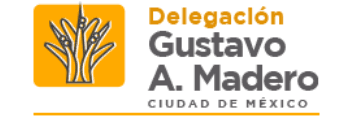 Delegación
Gustavo
A. Madero
CIUDAD DE MÉXICO